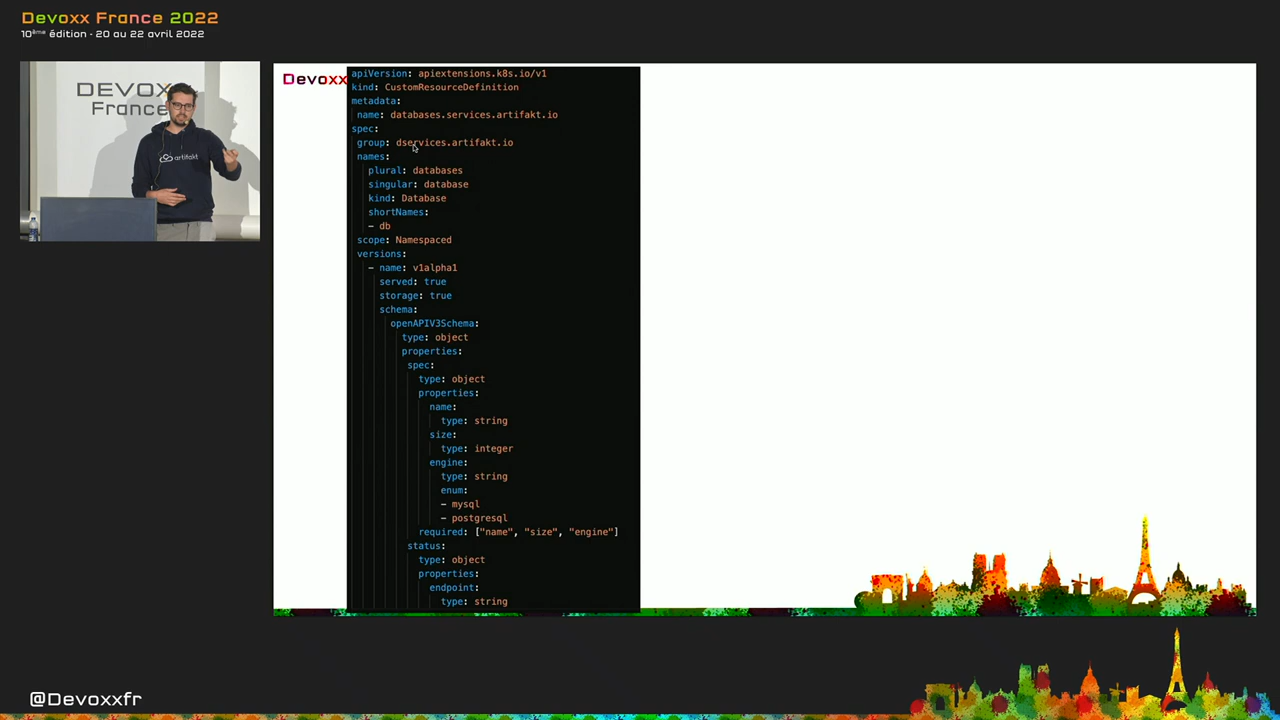 Devoxx France 2022
10ème édition - 20 au 22 avril 2022
DEVOXX
France
artifakt
Devoxx
apiVersion: apiextensions.k8s.io/v1
kind: CustomResourceDefinition
metadata:
name: databases.services.artifakt.io
spec:
group: dservices.artifakt.io
names:
plural: databases
singular: database
kind: Database
shortNames:
- db
scope: Namespaced
versions:
- name: v1alpha1
served: true
storage: true
schema:
openAPIV3Schema:
type: object
properties:
spec:
type: object
properties:
name:
type: string
size:
type: integer
engine:
type: string
enum:
- mysql
- postgresql
required: ["name", "size", "engine"]
status:
type: object
properties:
endpoint:
type: string
@Devoxxfr